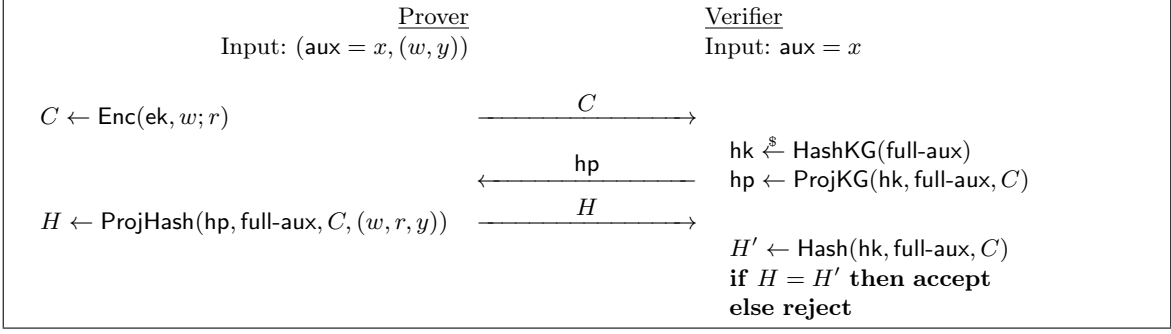 Prover Verifier
Input: (aux = x, (w, y)) Input: aux = x
C ← Enc(ek, w; r) C
hk ←$ HashKG(full-aux)
hp hp ← ProjKG(hk, full-aux, C)
H ← ProjHash(hp, full-aux, C, (w, r, y)) H
H′ ← Hash(hk, full-aux, C)
if H = H′ then accept
else reject